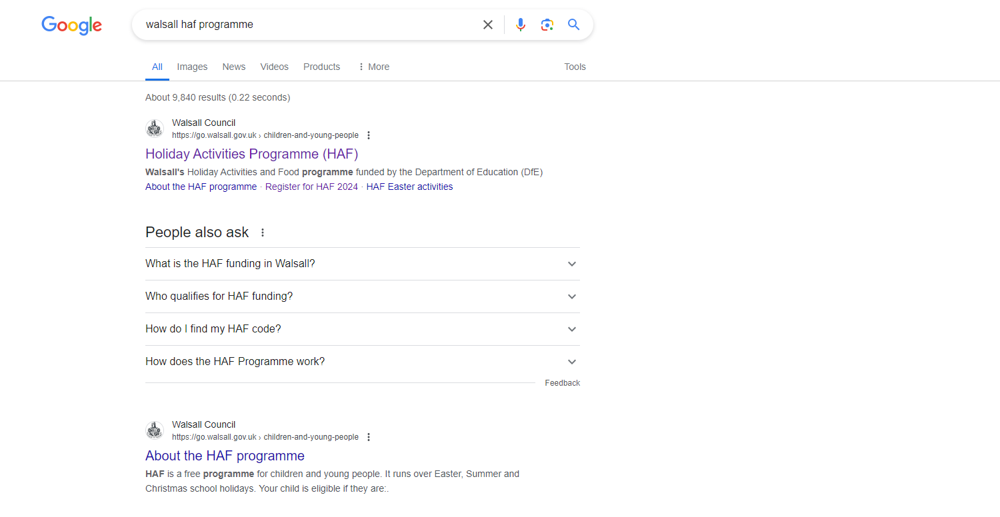 Google
walsall haf programme
All Images News Videos Products More Tools
About 9,840 results (0.22 seconds)
Walsall Council
https://go.walsall.gov.uk › children-and-young-people
Holiday Activities Programme (HAF)
Walsall's Holiday Activities and Food programme funded by the Department of Education (DfE)
About the HAF programme · Register for HAF 2024 · HAF Easter activities
People also ask
What is the HAF funding in Walsall?
Who qualifies for HAF funding?
How do I find my HAF code?
How does the HAF Programme work?
Feedback
Walsall Council
https://go.walsall.gov.uk › children-and-young-people
About the HAF programme
HAF is a free programme for children and young people. It runs over Easter, Summer and
Christmas school holidays. Your child is eligible if they are:.